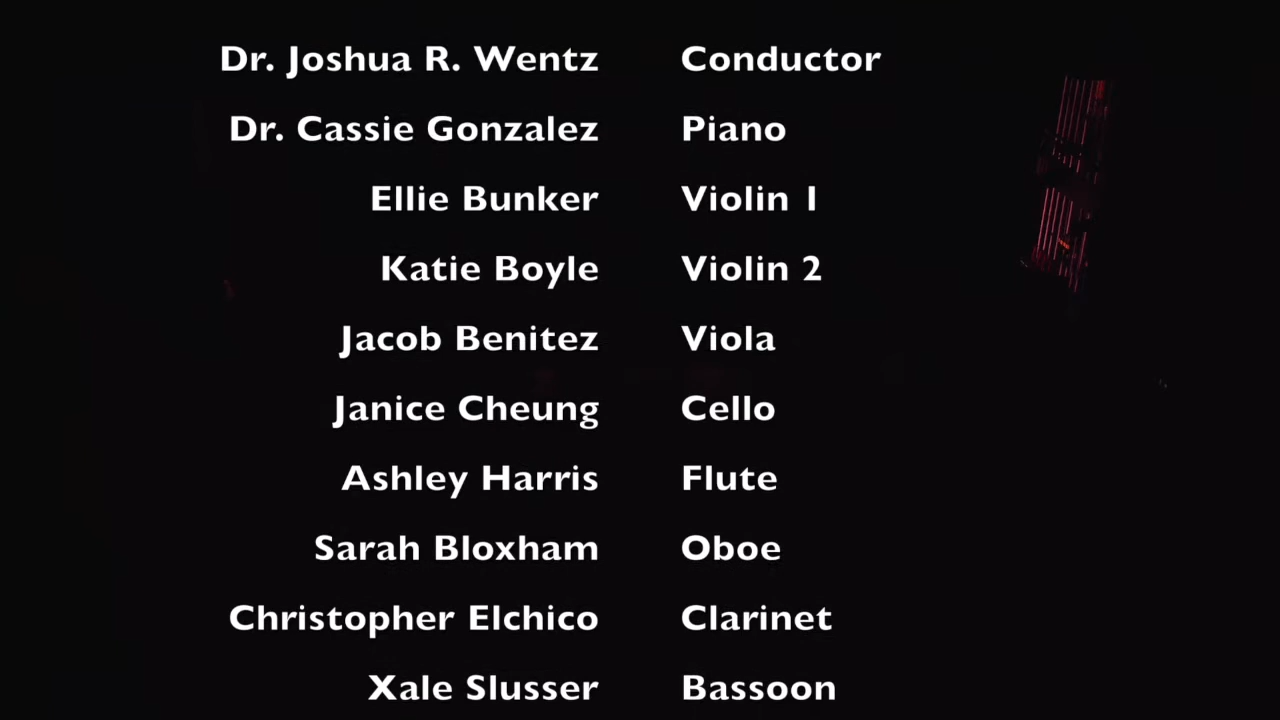 Dr. Joshua R. Wentz Conductor
Dr. Cassie Gonzalez Piano
Ellie Bunker Violin 1
Katie Boyle Violin 2
Jacob Benitez Viola
Janice Cheung Cello
Ashley Harris Flute
Sarah Bloxham Oboe
Christopher Elchico Clarinet
Xale Slusser Bassoon